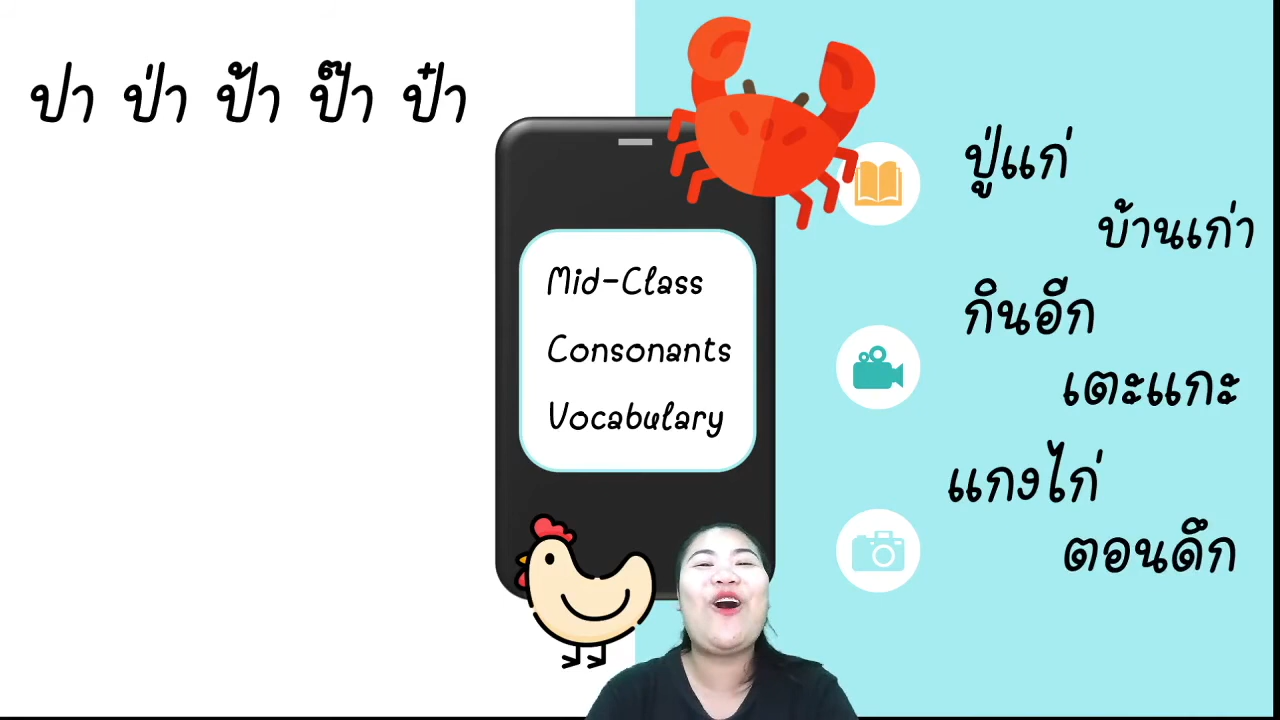 ปา ป่า ป้า ป๊า ป๋า
Mid-Class
Consonants
Vocabulary
ปู่แก่
บ้านเก่า
กินอีก
เตะแกะ
แกงไก่
ตอนดึก